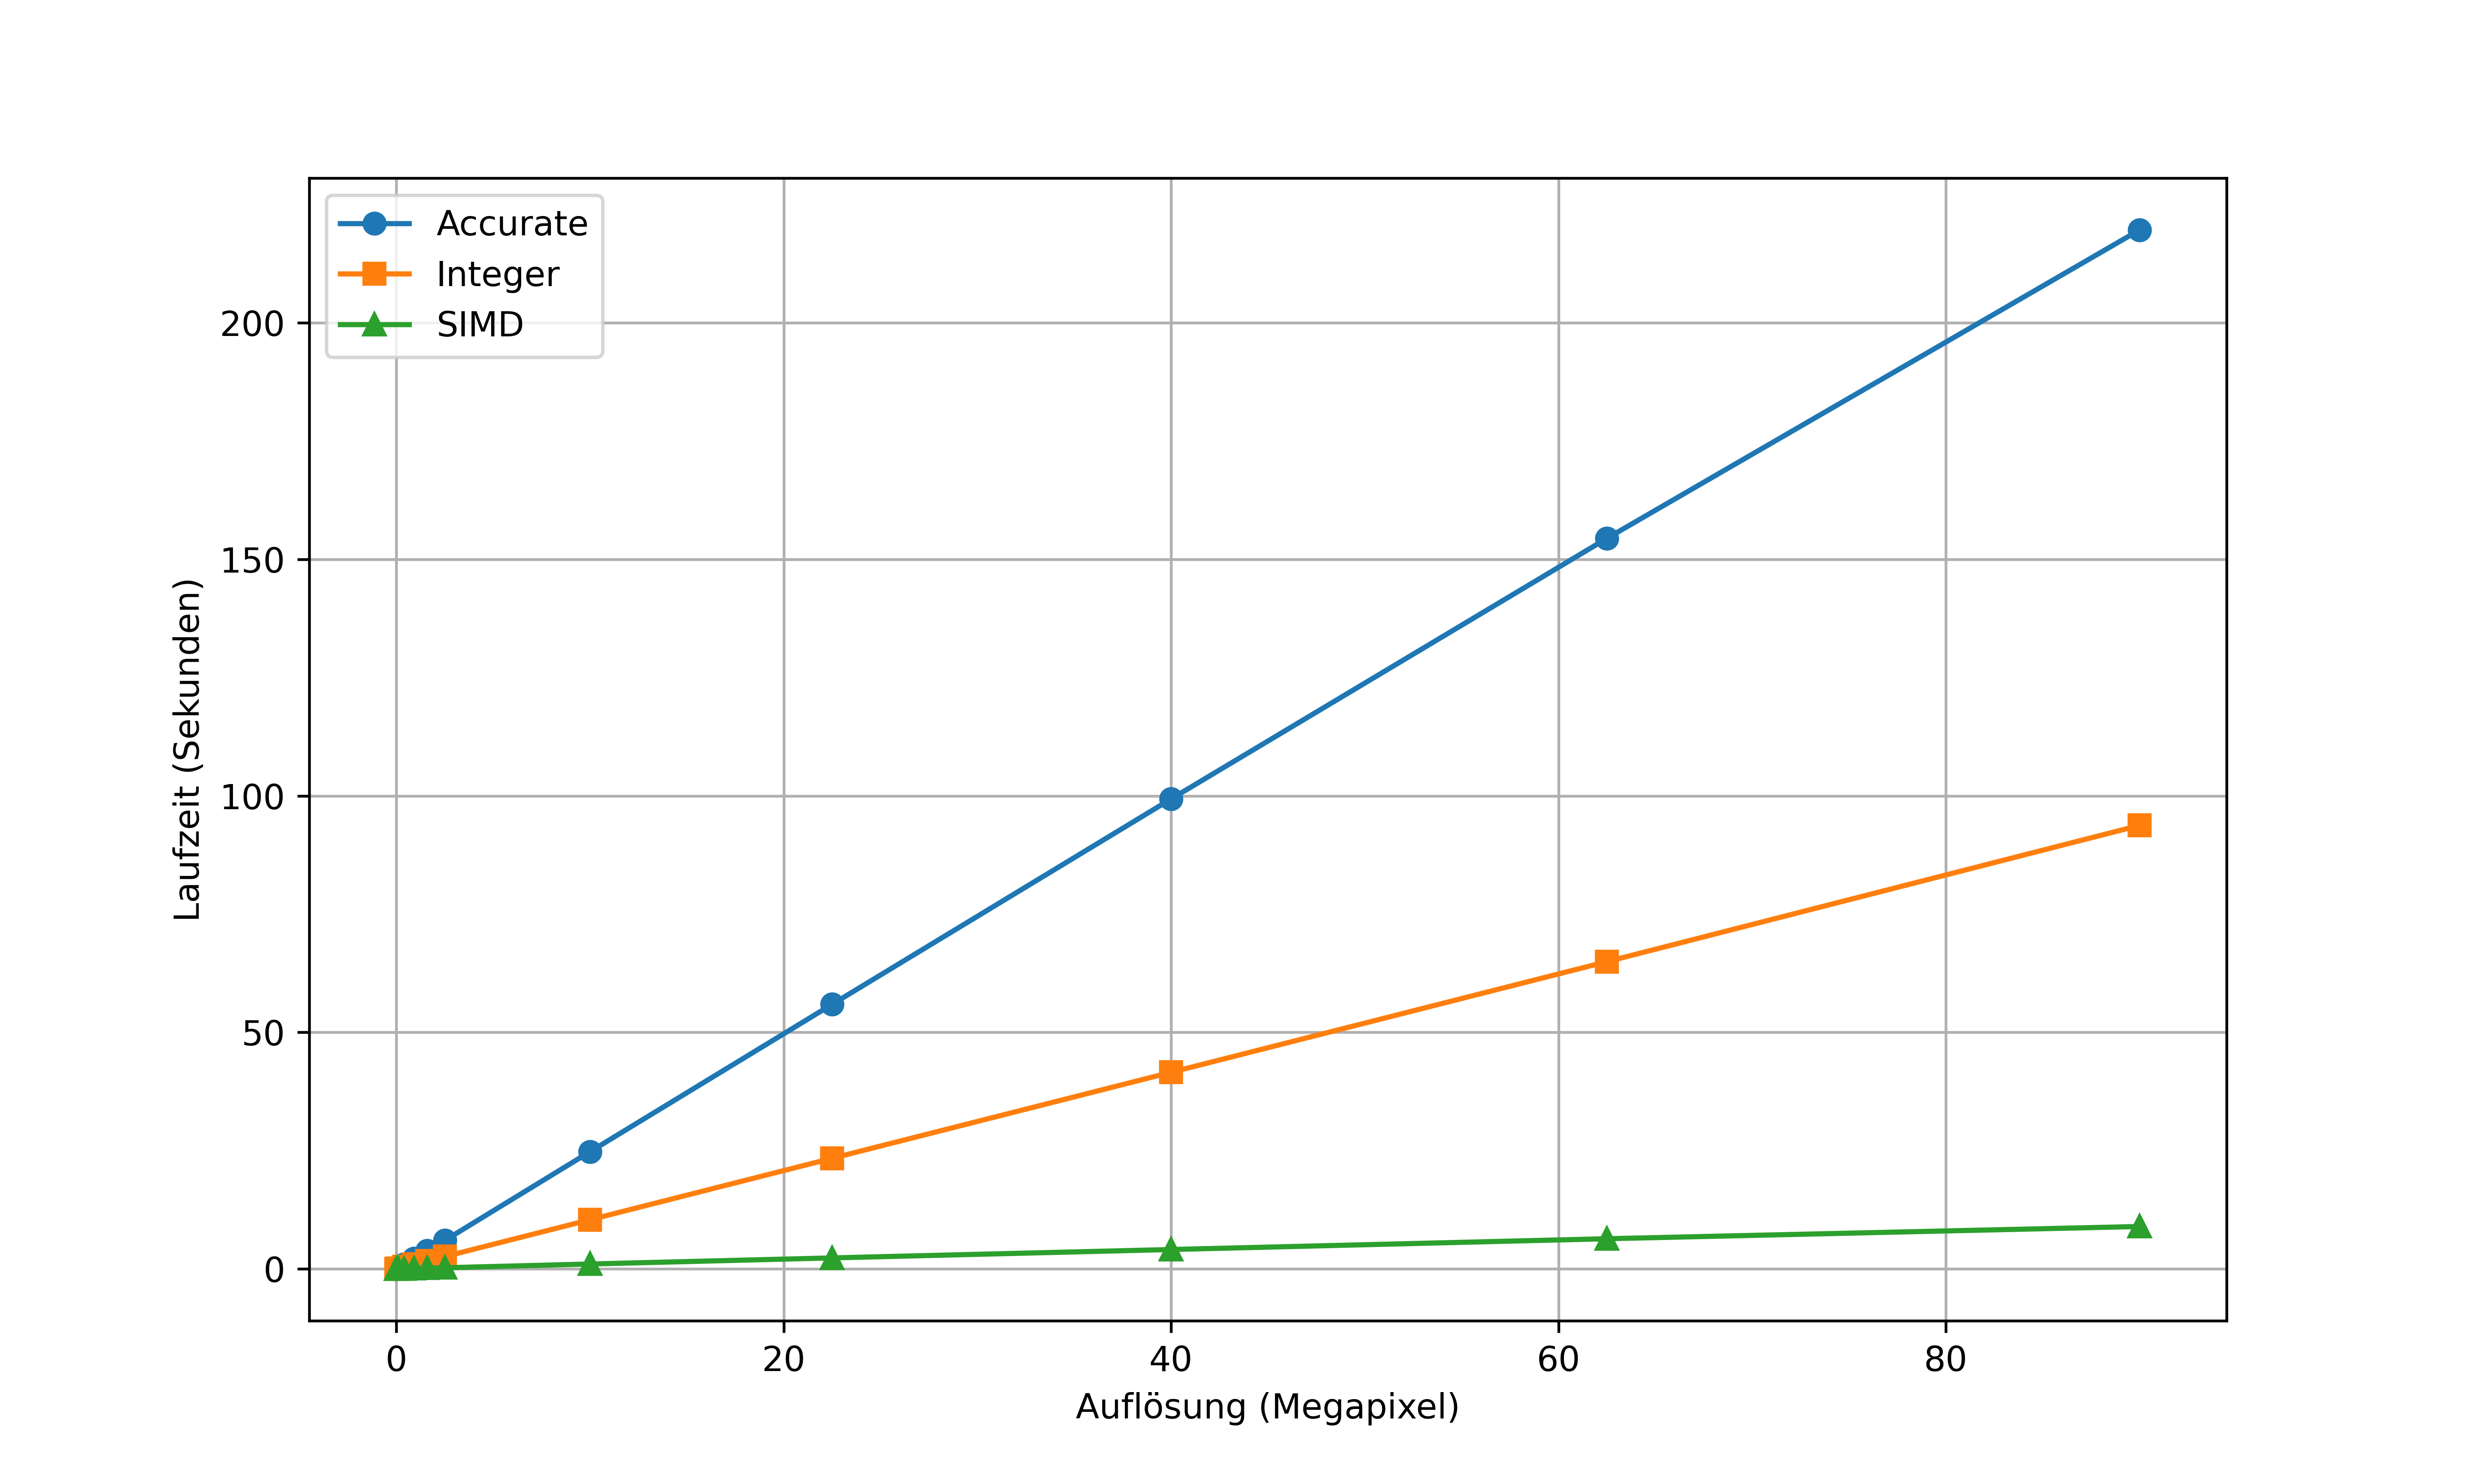 Accurate
Integer
SIMD
200
150
100
50
0
Laufzeit (Sekunden)
0 20 40 60 80
Auflösung (Megapixel)